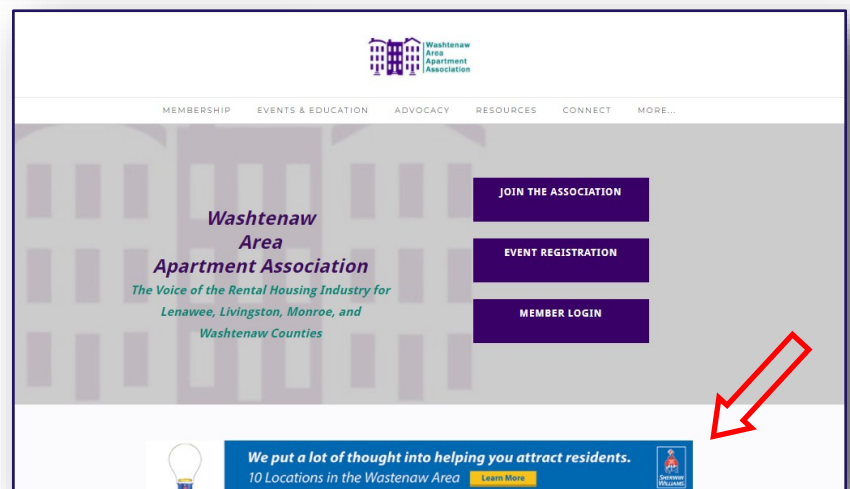 Washtenaw
Area
Apartment
Association
MEMBERSHIP EVENTS & EDUCATION ADVOCACY RESOURCES CONNECT MORE...
Washtenaw
Area
Apartment Association
The Voice of the Rental Housing Industry for
Lenawee, Livingston, Monroe, and
Washtenaw Counties
JOIN THE ASSOCIATION
EVENT REGISTRATION
MEMBER LOGIN
We put a lot of thought into helping you attract residents.
10 Locations in the Wastenaw Area Learn More
SHERWIN
WILLIAMS